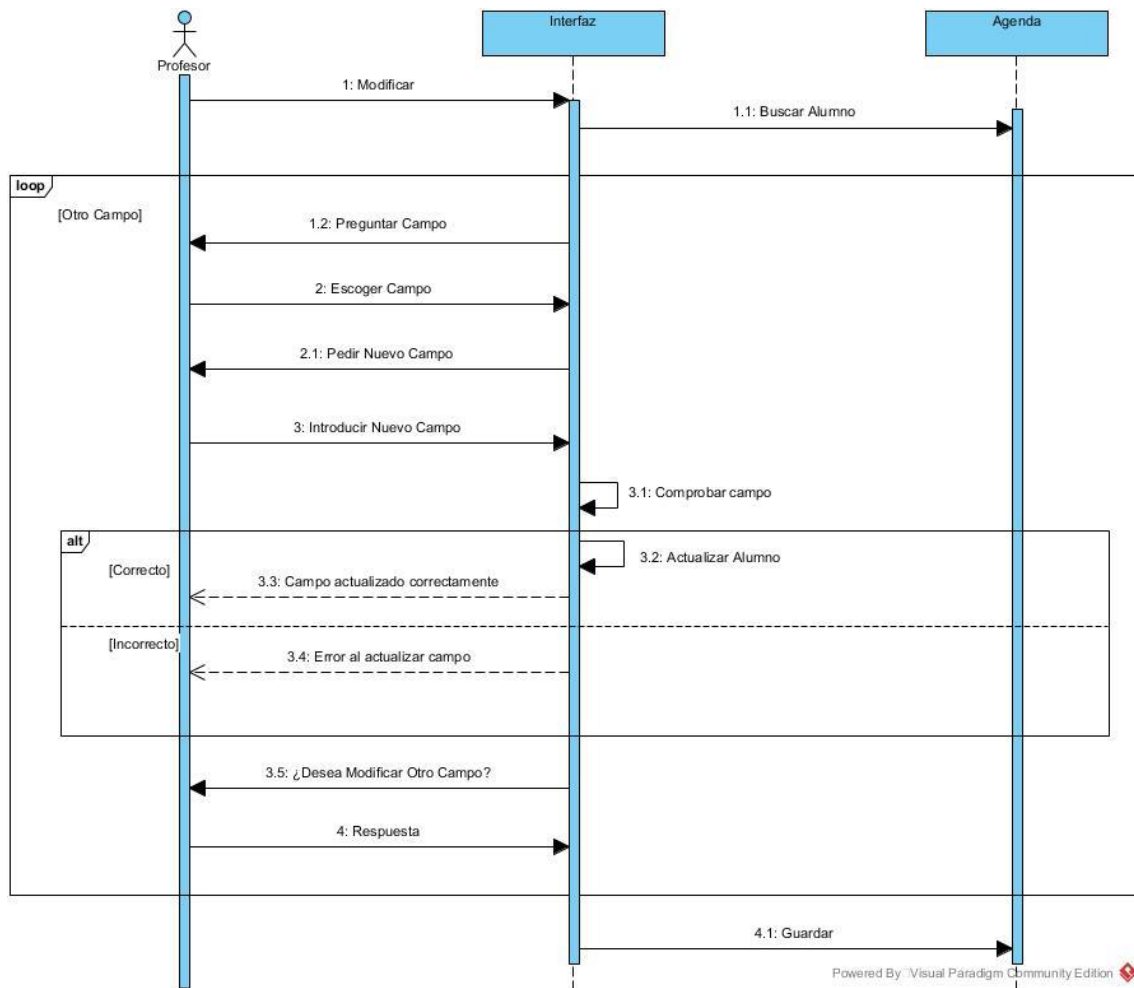 Profesor
Interfaz
Agenda
1: Modificar
1.1: Buscar Alumno
loop
[Otro Campo]
1.2: Preguntar Campo
2: Escoger Campo
2.1: Pedir Nuevo Campo
3: Introducir Nuevo Campo
3.1: Comprobar campo
alt
3.2: Actualizar Alumno
[Correcto]
3.3: Campo actualizado correctamente
[Incorrecto]
3.4: Error al actualizar campo
3.5: ¿Desea Modificar Otro Campo?
4: Respuesta
4.1: Guardar
Powered By Visual Paradigm Community Edition